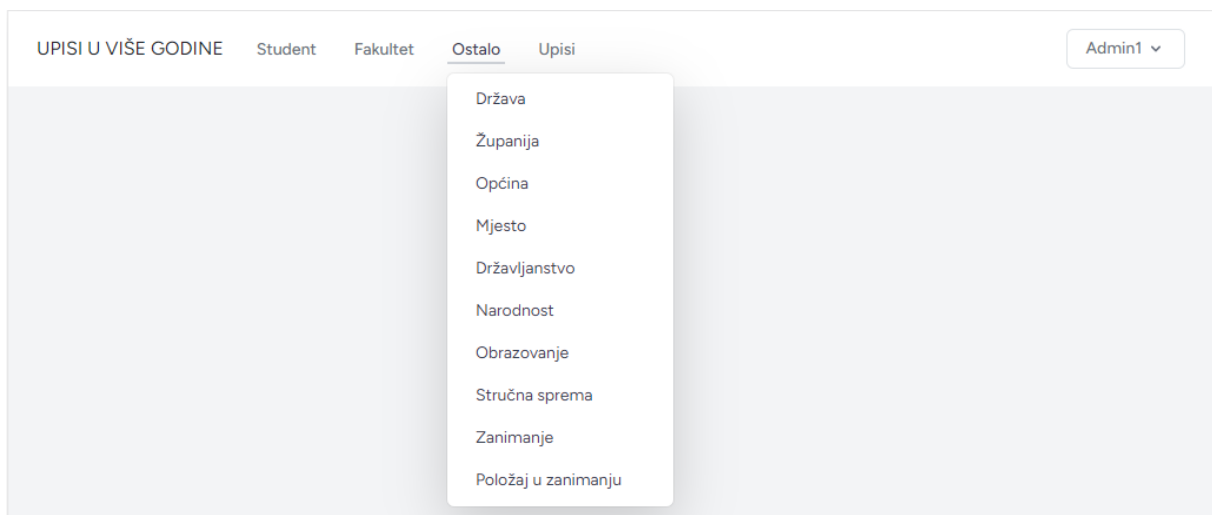 UPISI U VIŠE GODINE Student Fakultet Ostalo Upisi Admin1
Država
Županija
Općina
Mjesto
Državljanstvo
Narodnost
Obrazovanje
Stručna sprema
Zanimanje
Položaj u zanimanju